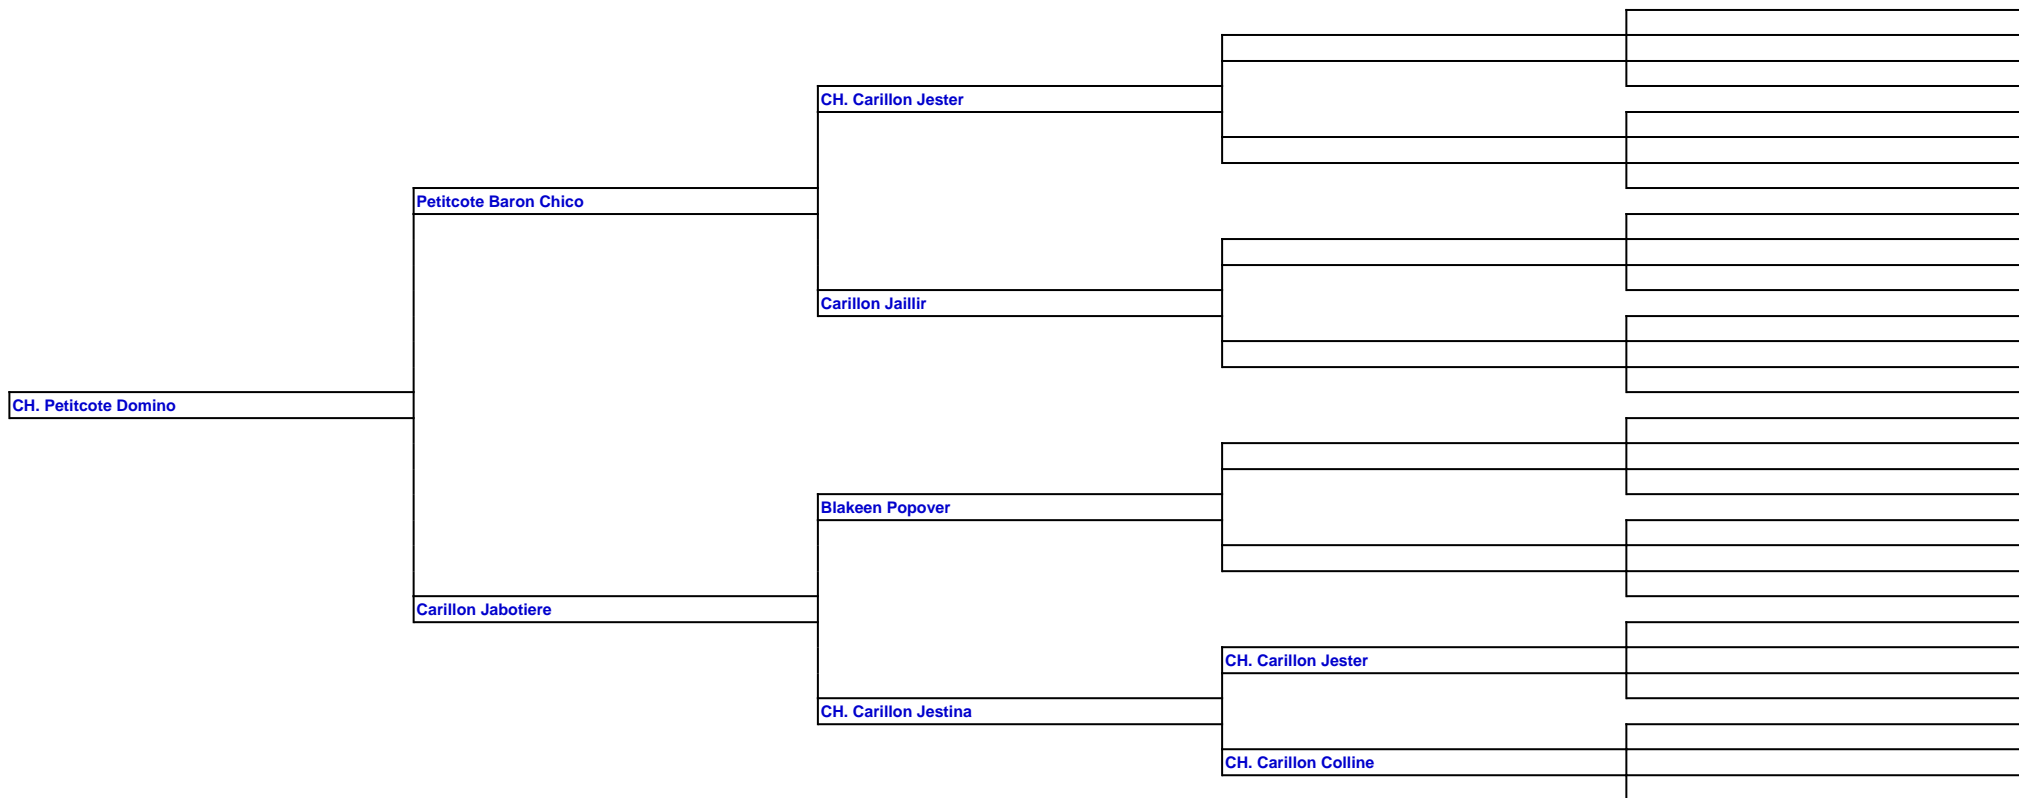 CH. Carillon Jester
Petitcote Baron Chico
Carillon Jaillir
CH. Petitcote Domino
Blakeen Popover
Carillon Jabotiere
CH. Carillon Jester
CH. Carillon Jestina
CH. Carillon Colline